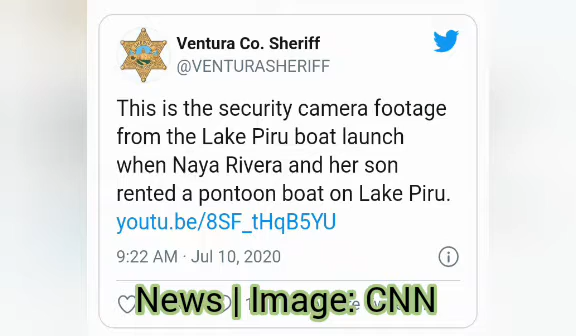 Ventura Co. Sheriff
@VENTURASHERIFF
This is the security camera footage
from the Lake Piru boat launch
when Naya Rivera and her son
rented a pontoon boat on Lake Piru.
youtu.be/8SF_tHqB5YU
9:22 AM · Jul 10, 2020
News | Image: CNN